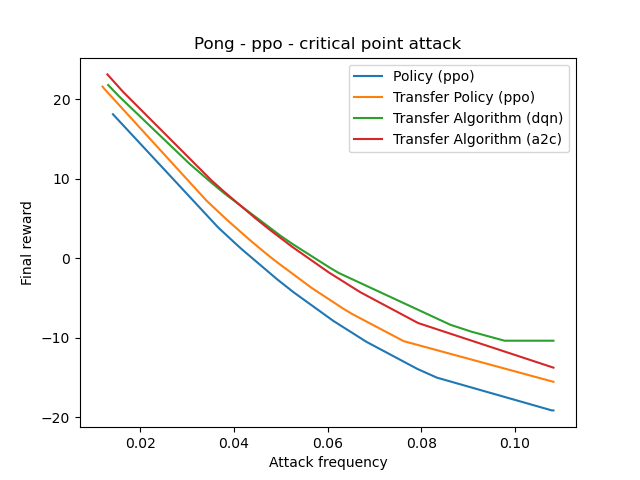 Pong - ppo - critical point attack
Policy (ppo)
Transfer Policy (ppo)
Transfer Algorithm (dqn)
Transfer Algorithm (a2c)
Final reward
20
10
0
−10
−20
0.02 0.04 0.06 0.08 0.10
Attack frequency